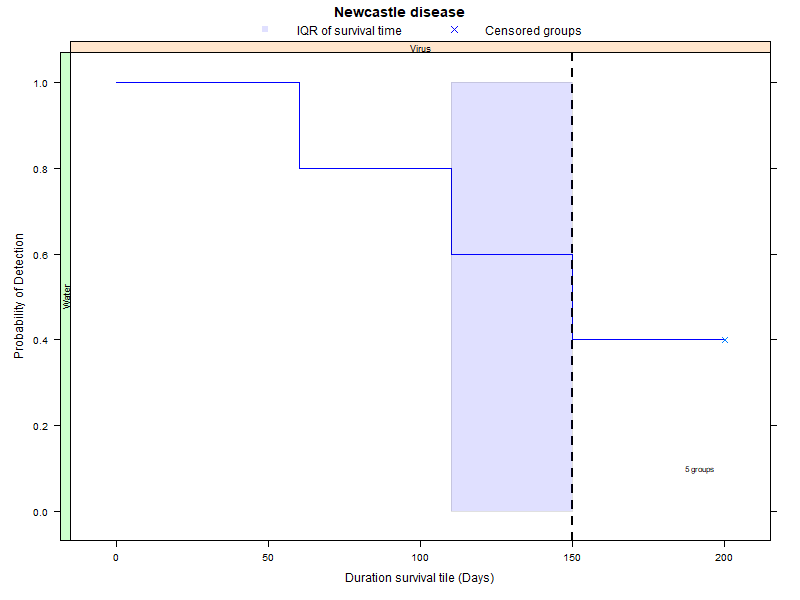 Newcastle disease
IQR of survival time
Censored groups
Virus
Water
Probability of Detection
1.0
0.8
0.6
0.4
0.2
0.0
5 groups
0 50 100 150 200
Duration survival tile (Days)